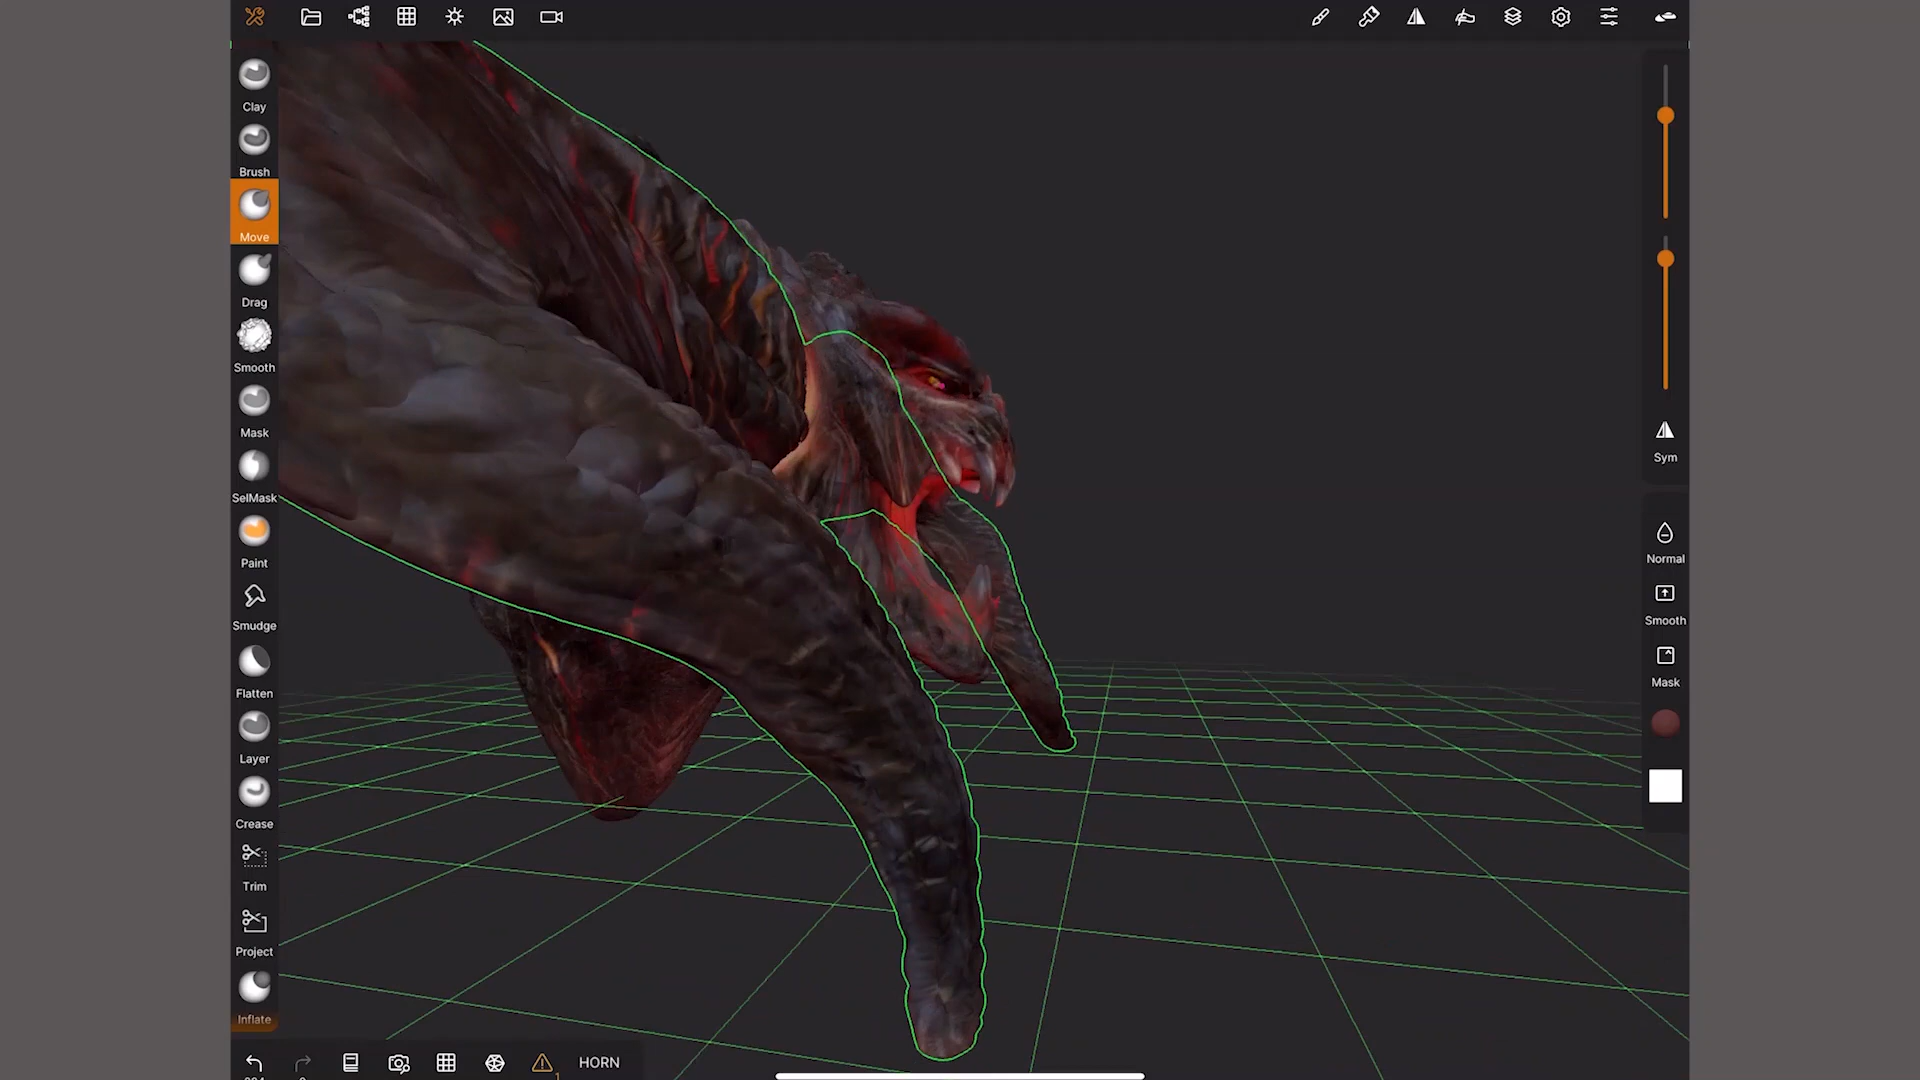 Clay
Brush
Move
Drag
Smooth
Mask
SelMask
Paint
Smudge
Flatten
Layer
Crease
Trim
Project
Inflate
Sym
Normal
Smooth
Mask
HORN